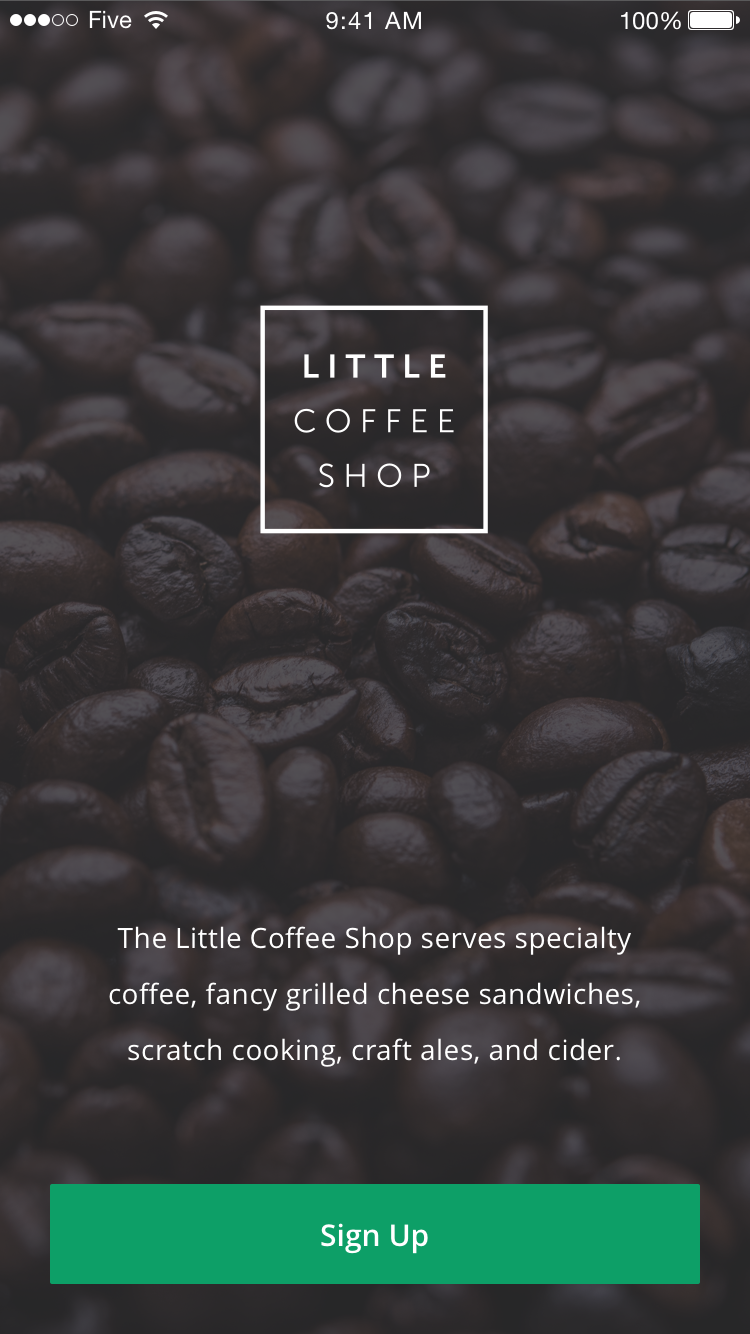 Five 9:41 AM 100%
LITTLE
COFFEE
SHOP
The Little Coffee Shop serves specialty
coffee, fancy grilled cheese sandwiches,
scratch cooking, craft ales, and cider.
Sign Up